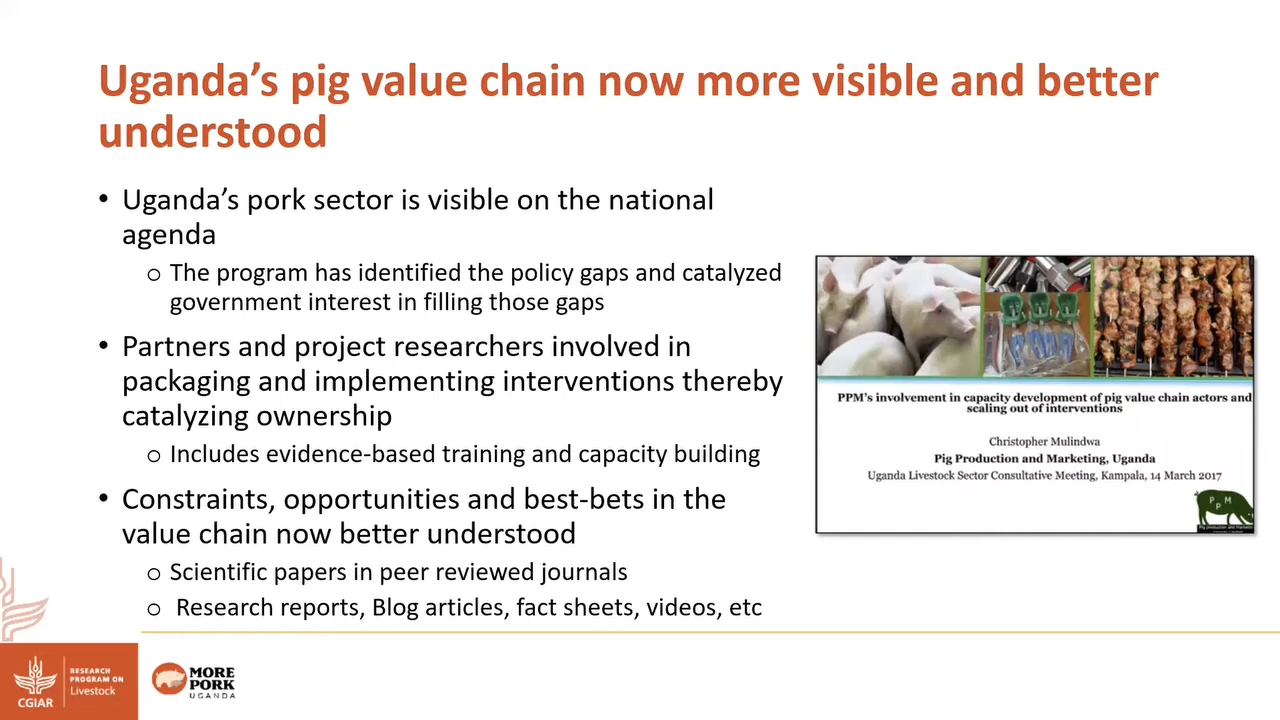 Uganda’s pig value chain now more visible and better
understood
• Uganda’s pork sector is visible on the national
agenda
o The program has identified the policy gaps and catalyzed
government interest in filling those gaps
• Partners and project researchers involved in
packaging and implementing interventions thereby
catalyzing ownership
o Includes evidence-based training and capacity building
• Constraints, opportunities and best-bets in the
value chain now better understood
o Scientific papers in peer reviewed journals
o Research reports, Blog articles, fact sheets, videos, etc
PPM’s involvement in capacity development of pig value chain actors and
scaling out of interventions
Christopher Mulindwa
Pig Production and Marketing, Uganda
Uganda Livestock Sector Consultative Meeting, Kampala, 14 March 2017
P P M
Pig production and Marketing
CGIAR
RESEARCH
PROGRAM ON
Livestock
MORE
PORK
UGANDA